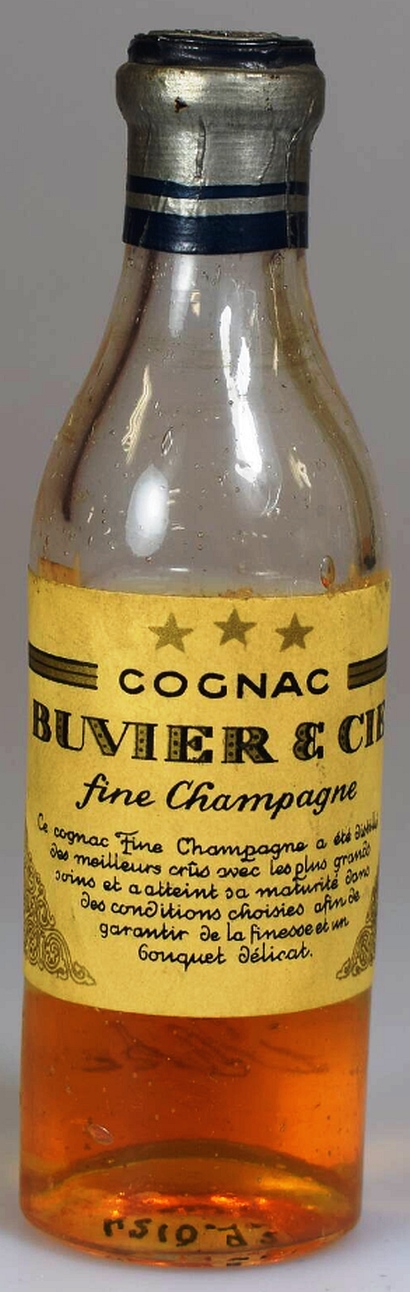 COGNAC
BUVIER & CIE
fine Champagne
Ce cognac Fine Champagne a été distillé
des meilleurs crûs avec les plus grands
soins et a atteint sa maturité dans
des conditions choisies afin de
garantir de la finesse et un
bouquet délicat.